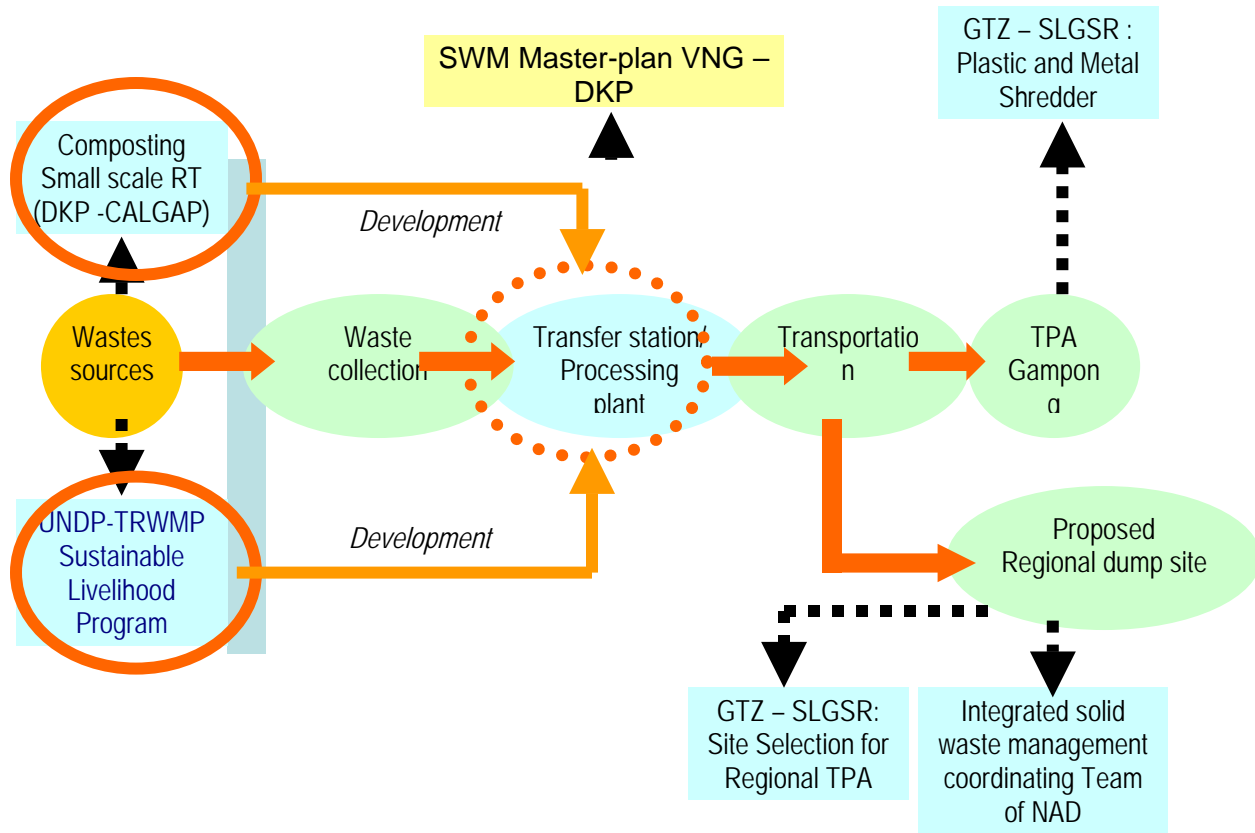 GTZ – SLGSR :
Plastic and Metal
Shredder
SWM Master-plan VNG –
DKP
Composting
Small scale RT
(DKP -CALGAP)
Development
Wastes
sources
Waste
collection
Transfer station/
Processing
plant
Transportatio
n
TPA
Gampon
g
UNDP-TRWMP
Sustainable
Livelihood
Program
Development
Proposed
Regional dump site
GTZ – SLGSR:
Site Selection for
Regional TPA
Integrated solid
waste management
coordinating Team
of NAD